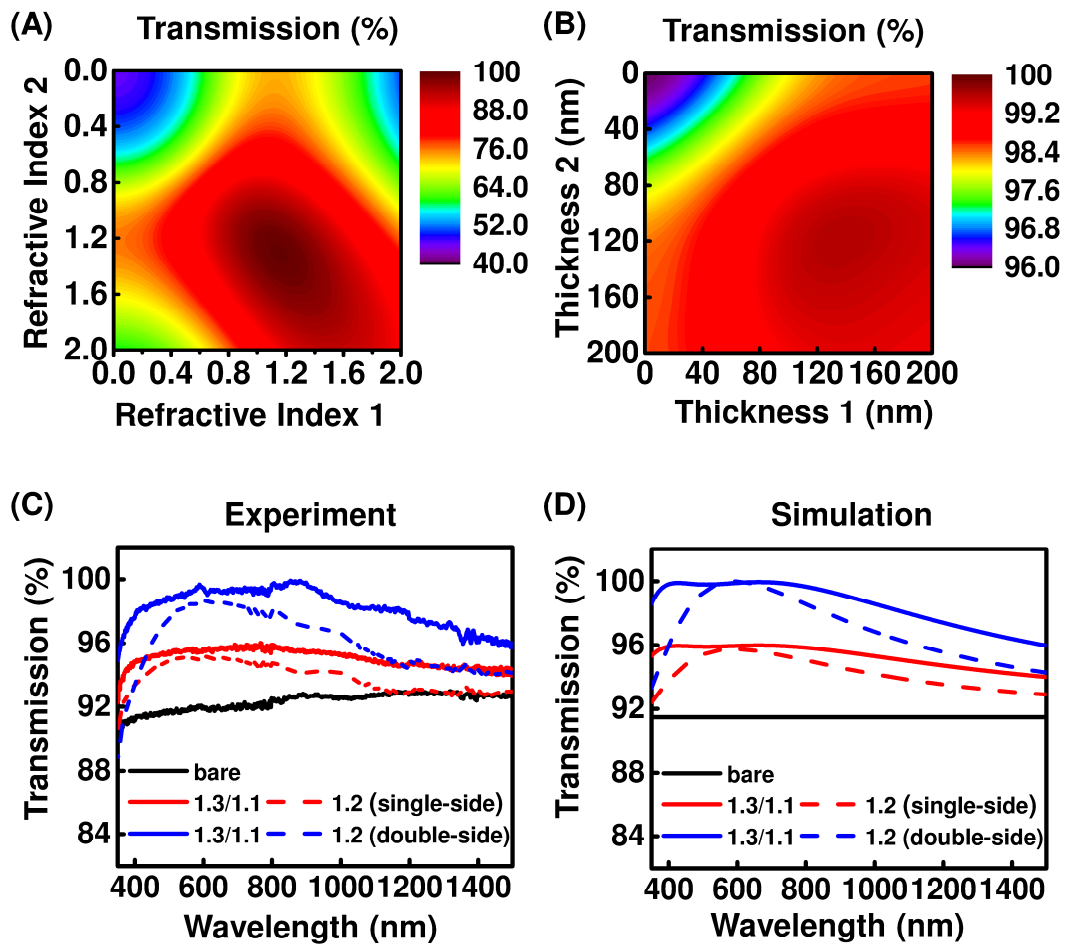 (A)
Transmission (%)
Refractive Index 2
0.0
0.4
0.8
1.2
1.6
2.0
0.0 0.4 0.8 1.2 1.6 2.0
Refractive Index 1
100
88.0
76.0
64.0
52.0
40.0
(B)
Transmission (%)
Thickness 2 (nm)
0
40
80
120
160
200
0 40 80 120 160 200
Thickness 1 (nm)
100
99.2
98.4
97.6
96.8
96.0
(C)
Experiment
Transmission (%)
100
96
92
88
84
bare
1.3/1.1 1.2 (single-side)
1.3/1.1 1.2 (double-side)
400 600 800 1000 1200 1400
Wavelength (nm)
(D)
Simulation
Transmission (%)
100
96
92
88
84
bare
1.3/1.1 1.2 (single-side)
1.3/1.1 1.2 (double-side)
400 600 800 1000 1200 1400
Wavelength (nm)